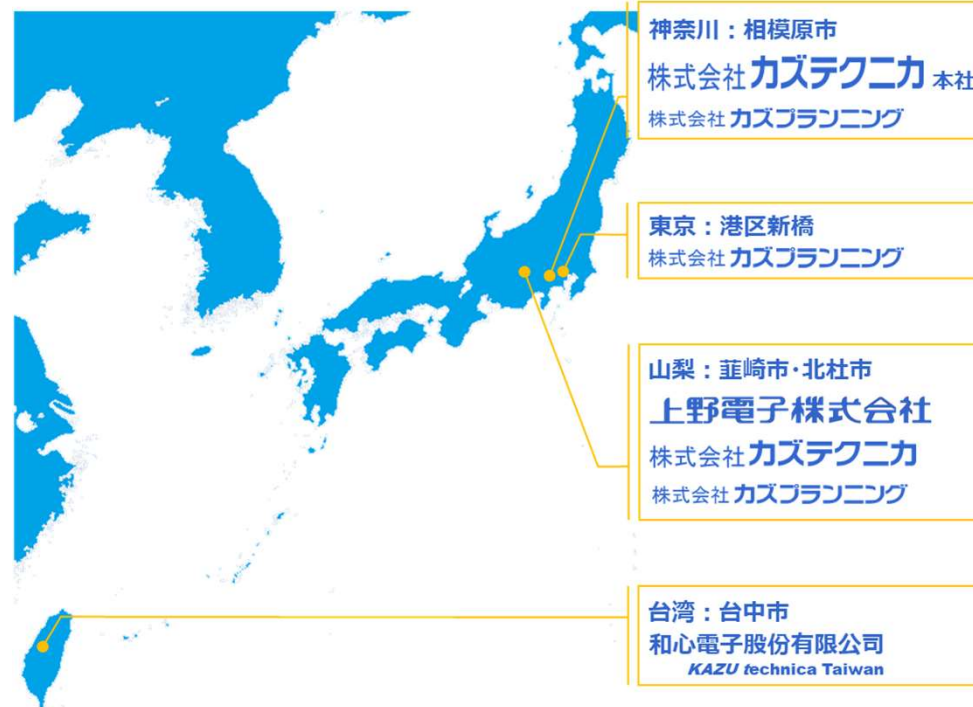 神奈川：相模原市
株式会社 カズテクニカ 本社
株式会社 カズプランニング
東京：港区新橋
株式会社 カズプランニング
山梨：韮崎市・北杜市
上野電子株式会社
株式会社 カズテクニカ
株式会社 カズプランニング
台湾：台中市
和心電子股份有限公司
KAZU technica Taiwan